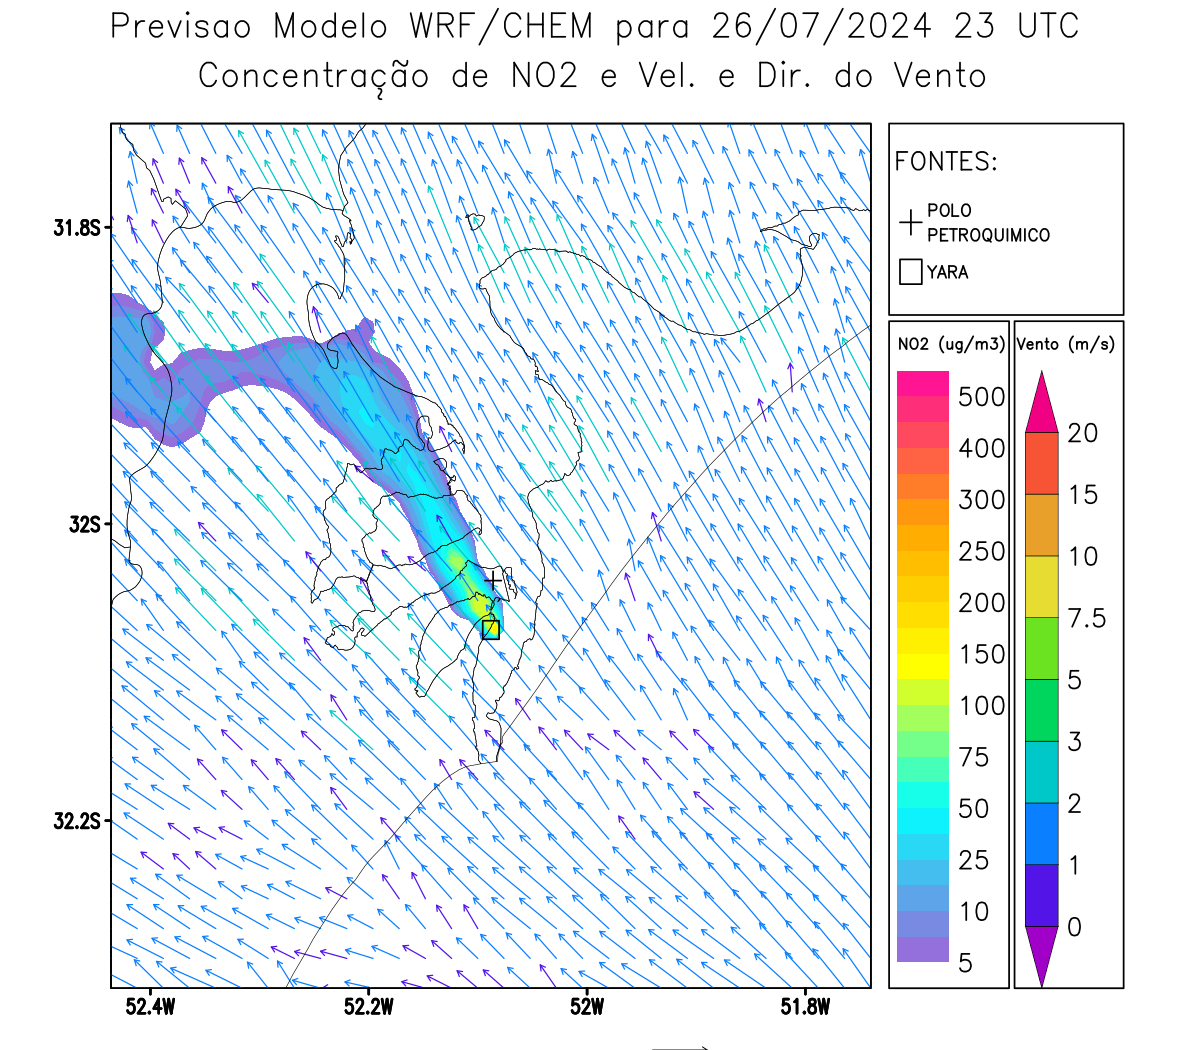 Previsao Modelo WRF/CHEM para 26/07/2024 23 UTC
Concentração de NO2 e Vel. e Dir. do Vento
FONTES:
POLO
PETROQUIMICO
YARA
NO2 (ug/m3)
500
400
300
250
200
150
100
75
50
25
10
5
Vento (m/s)
20
15
10
7.5
5
3
2
1
0
31.8S
32S
32.2S
52.4W
52.2W
52W
51.8W